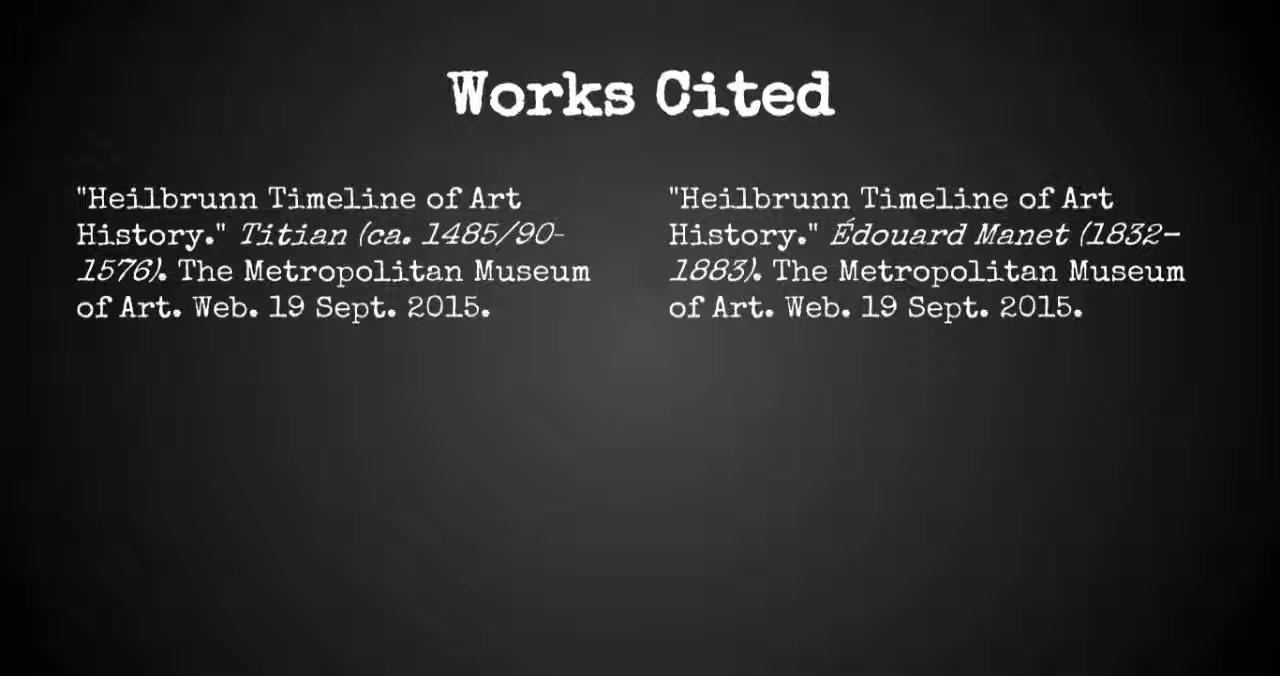 Works Cited
"Heilbrunn Timeline of Art
History." Titian (ca. 1485/90-
1576). The Metropolitan Museum
of Art. Web. 19 Sept. 2015.
"Heilbrunn Timeline of Art
History." Édouard Manet (1832–
1883). The Metropolitan Museum
of Art. Web. 19 Sept. 2015.